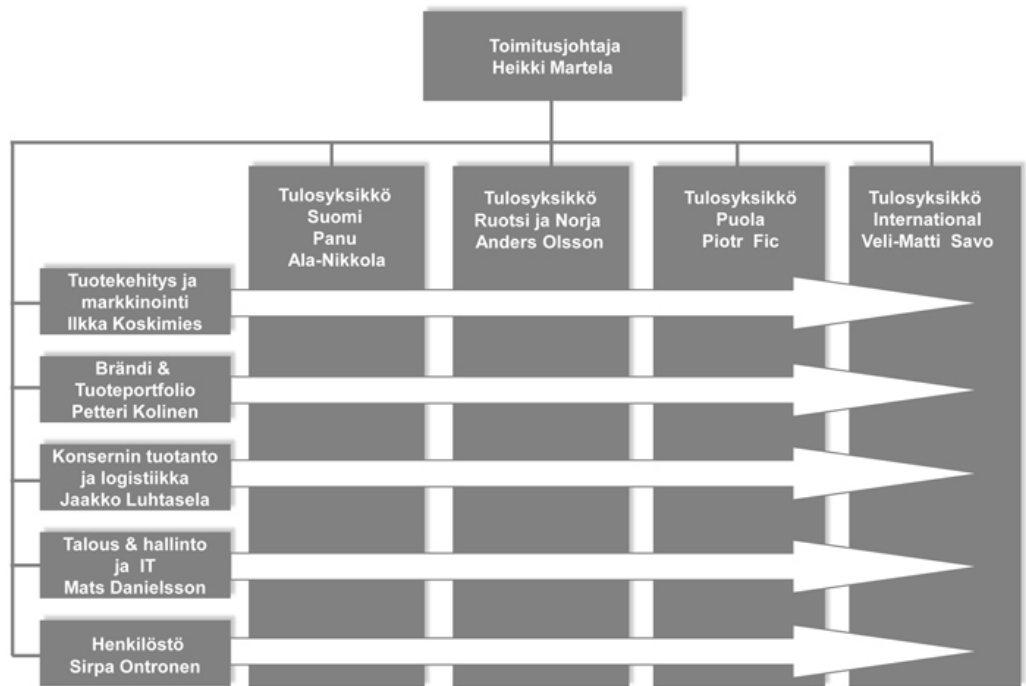 Toimitusjohtaja
Heikki Martela
Tulosyksikkö
Suomi
Panu
Ala-Nikkola
Tulosyksikkö
Ruotsi ja Norja
Anders Olsson
Tulosyksikkö
Puola
Piotr Fic
Tulosyksikkö
International
Veli-Matti Savo
Tuotekehitys ja
markkinointi
Ilkka Koskimies
Brändi &
Tuoteportfolio
Petteri Kolinen
Konsernin tuotanto
ja logistiikka
Jaakko Luhtasela
Talous & hallinto
ja IT
Mats Danielsson
Henkilöstö
Sirpa Ontronen